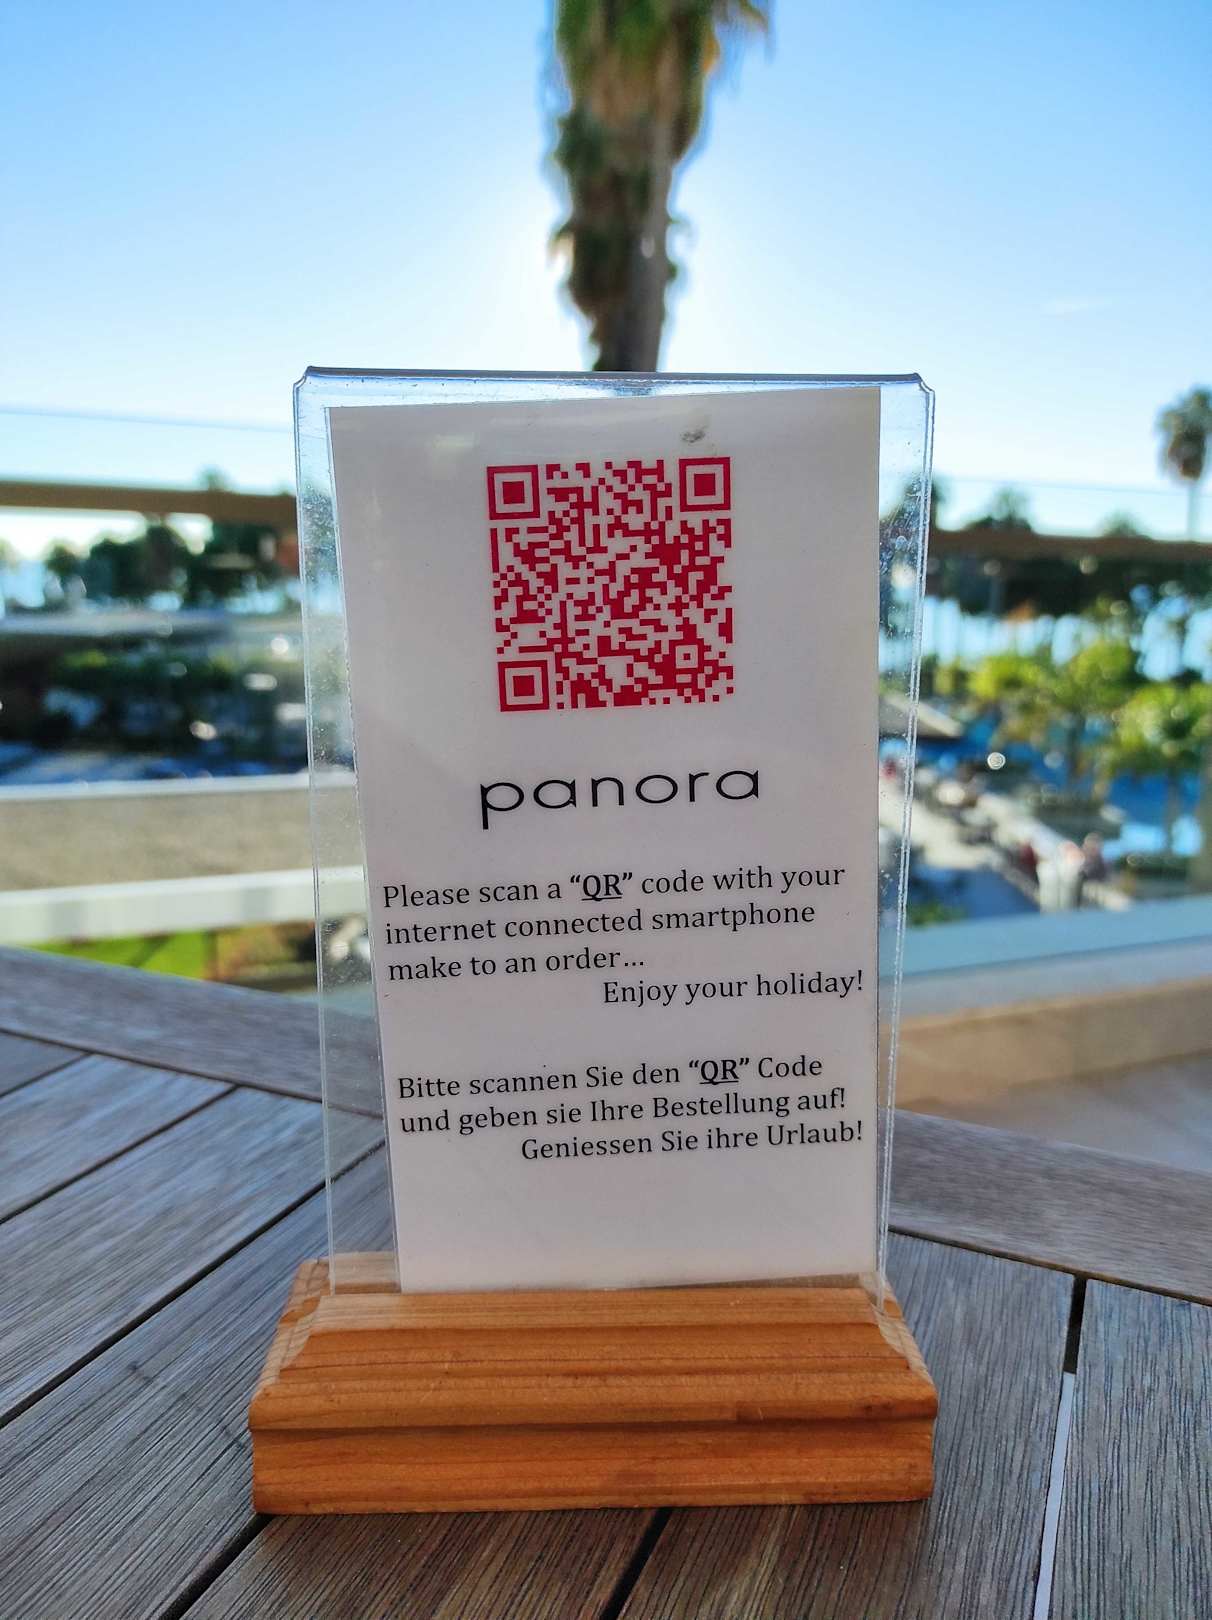 panora
Please scan a “QR” code with your
internet connected smartphone
make to an order...
Enjoy your holiday!
Bitte scannen Sie den “QR” Code
und geben sie Ihre Bestellung auf!
Geniessen Sie ihre Urlaub!